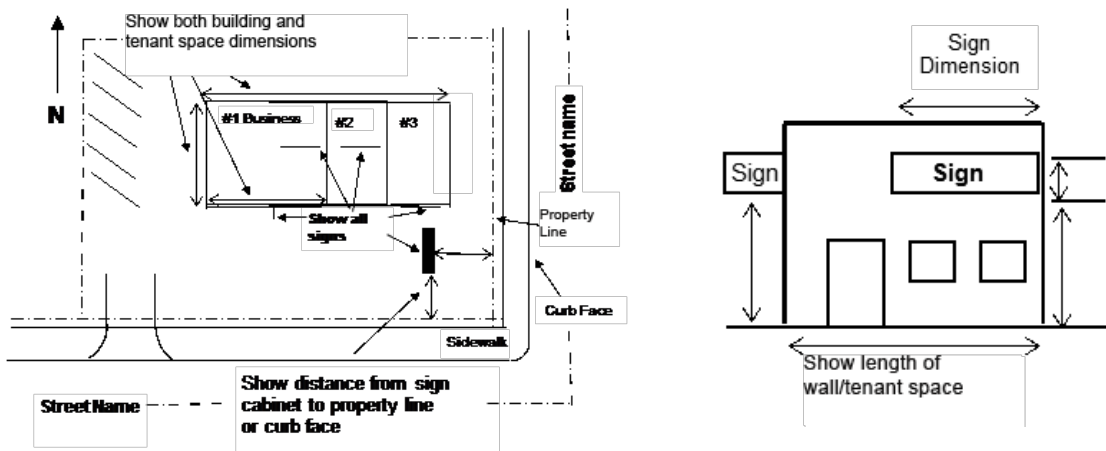 Show both building and
tenant space dimensions
N
#1 Business
#2
#3
Street name
Show all
signs
Property
Line
Curb Face
Sidewalk
Show distance from sign
cabinet to property line
or curb face
Street Name
Sign
Dimension
Sign
Sign
Show length of
wall/tenant space